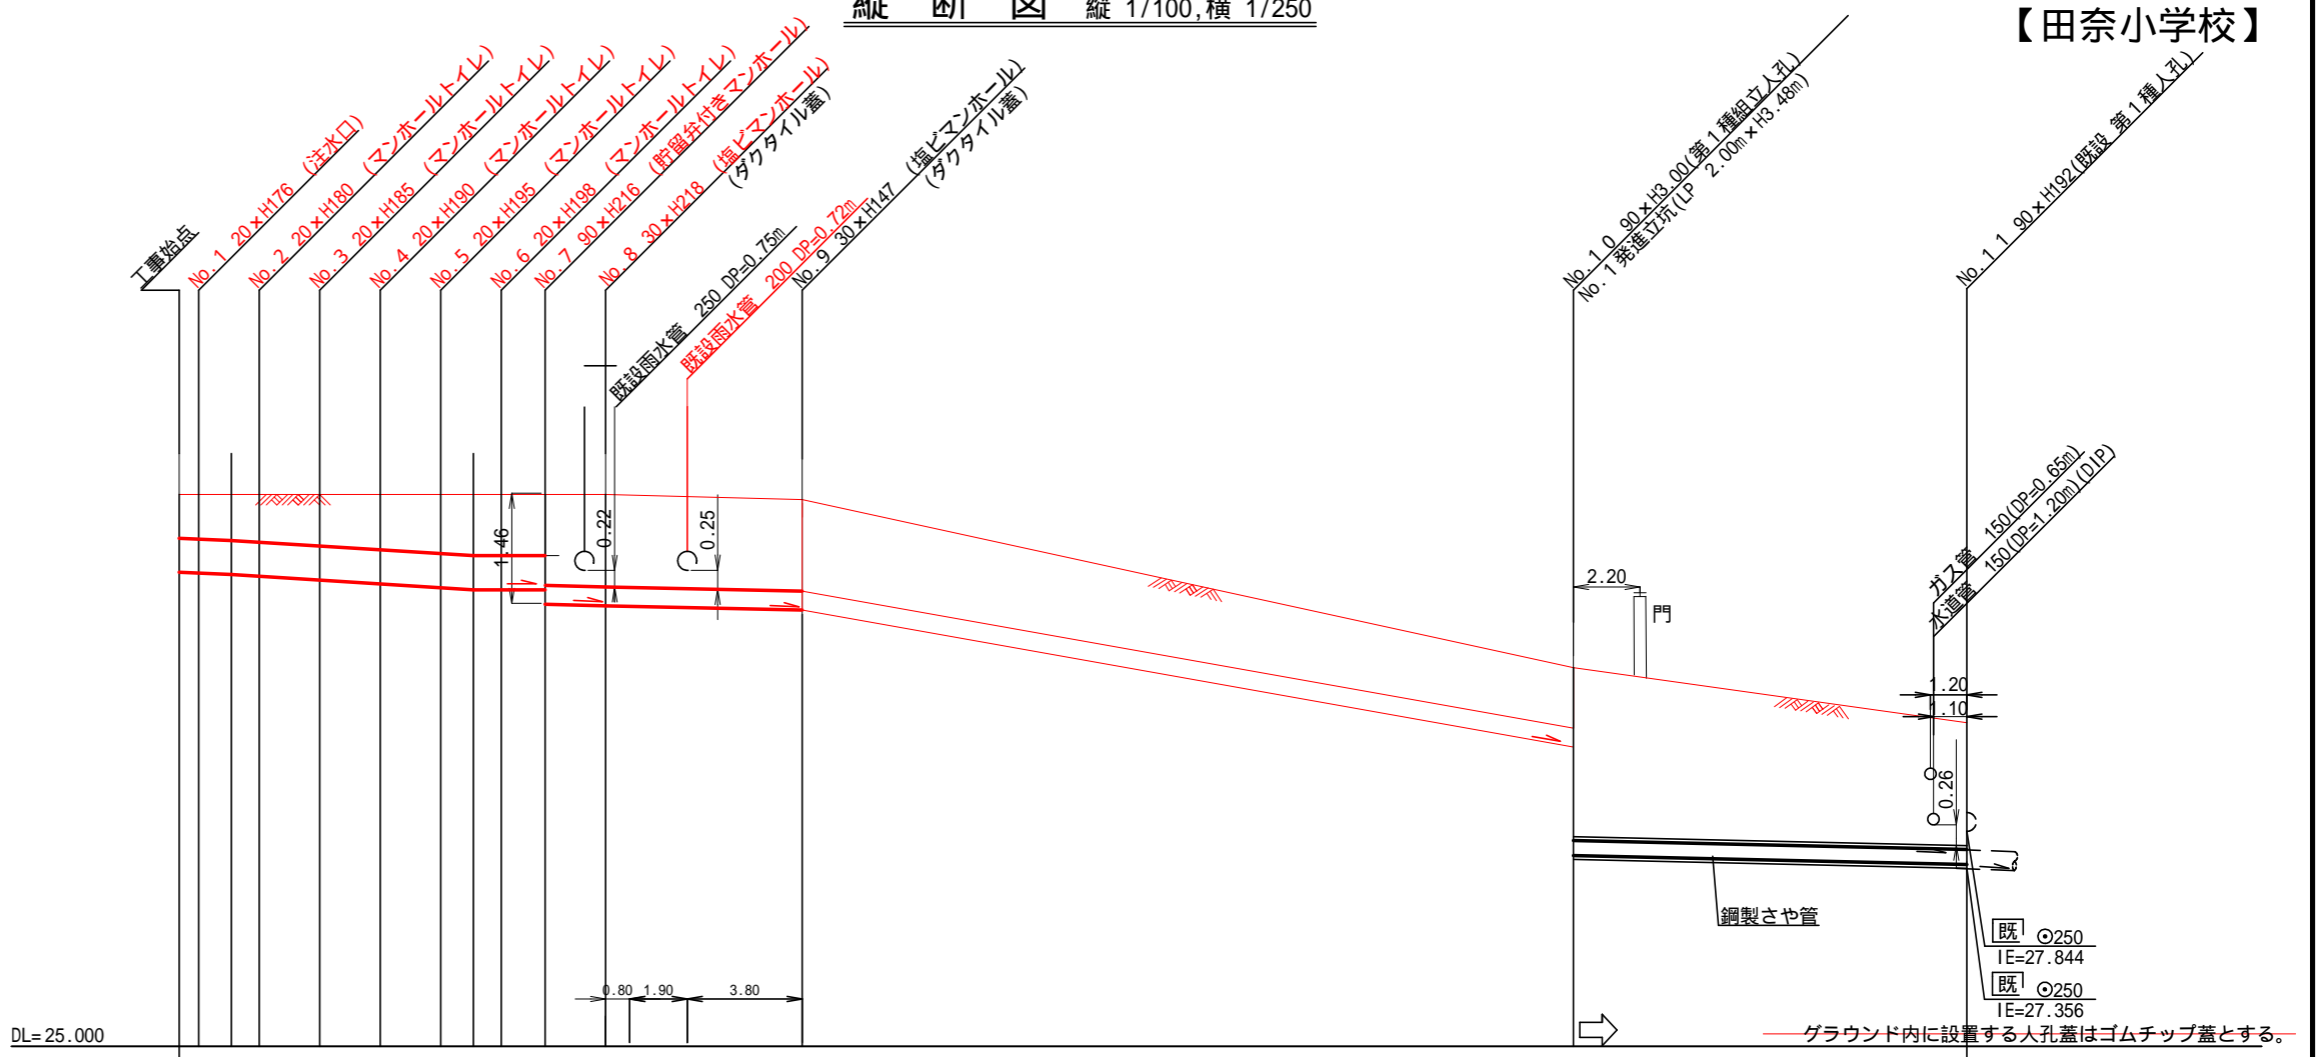 縦 断 図 縦 1/100,横 1/250
【田奈小学校】
工事始点
No.1 20×H176 (注水口)
No.2 20×H180 (マンホールトイレ)
No.3 20×H185 (マンホールトイレ)
No.4 20×H190 (マンホールトイレ)
No.5 20×H195 (マンホールトイレ)
No.6 20×H198 (マンホールトイレ)
No.7 90×H216 (貯留弁付きマンホール)
No.8 30×H218 (塩ビマンホール)
(ダクタイル蓋)
既設雨水管 250 DP=0.75m
既設雨水管 200 DP=0.72m
No.9 30×H147 (塩ビマンホール)
(ダクタイル蓋)
No.10 90×H3.00(第1種組立人孔)
No.1発進立坑(LP 2.00m×H3.48m)
No.11 90×H192(既設 第1種人孔)
ガス管 150(DP=0.65m)
水道管 150(DP=1.20m)(DIP)
1.46
0.22
0.25
2.20
門
1.20
1.10
0.26
鋼製さや管
既 ⊙250
IE=27.844
既 ⊙250
IE=27.356
0.80 1.90 3.80
DL=25.000
グラウンド内に設置する人孔蓋はゴムチップ蓋とする。